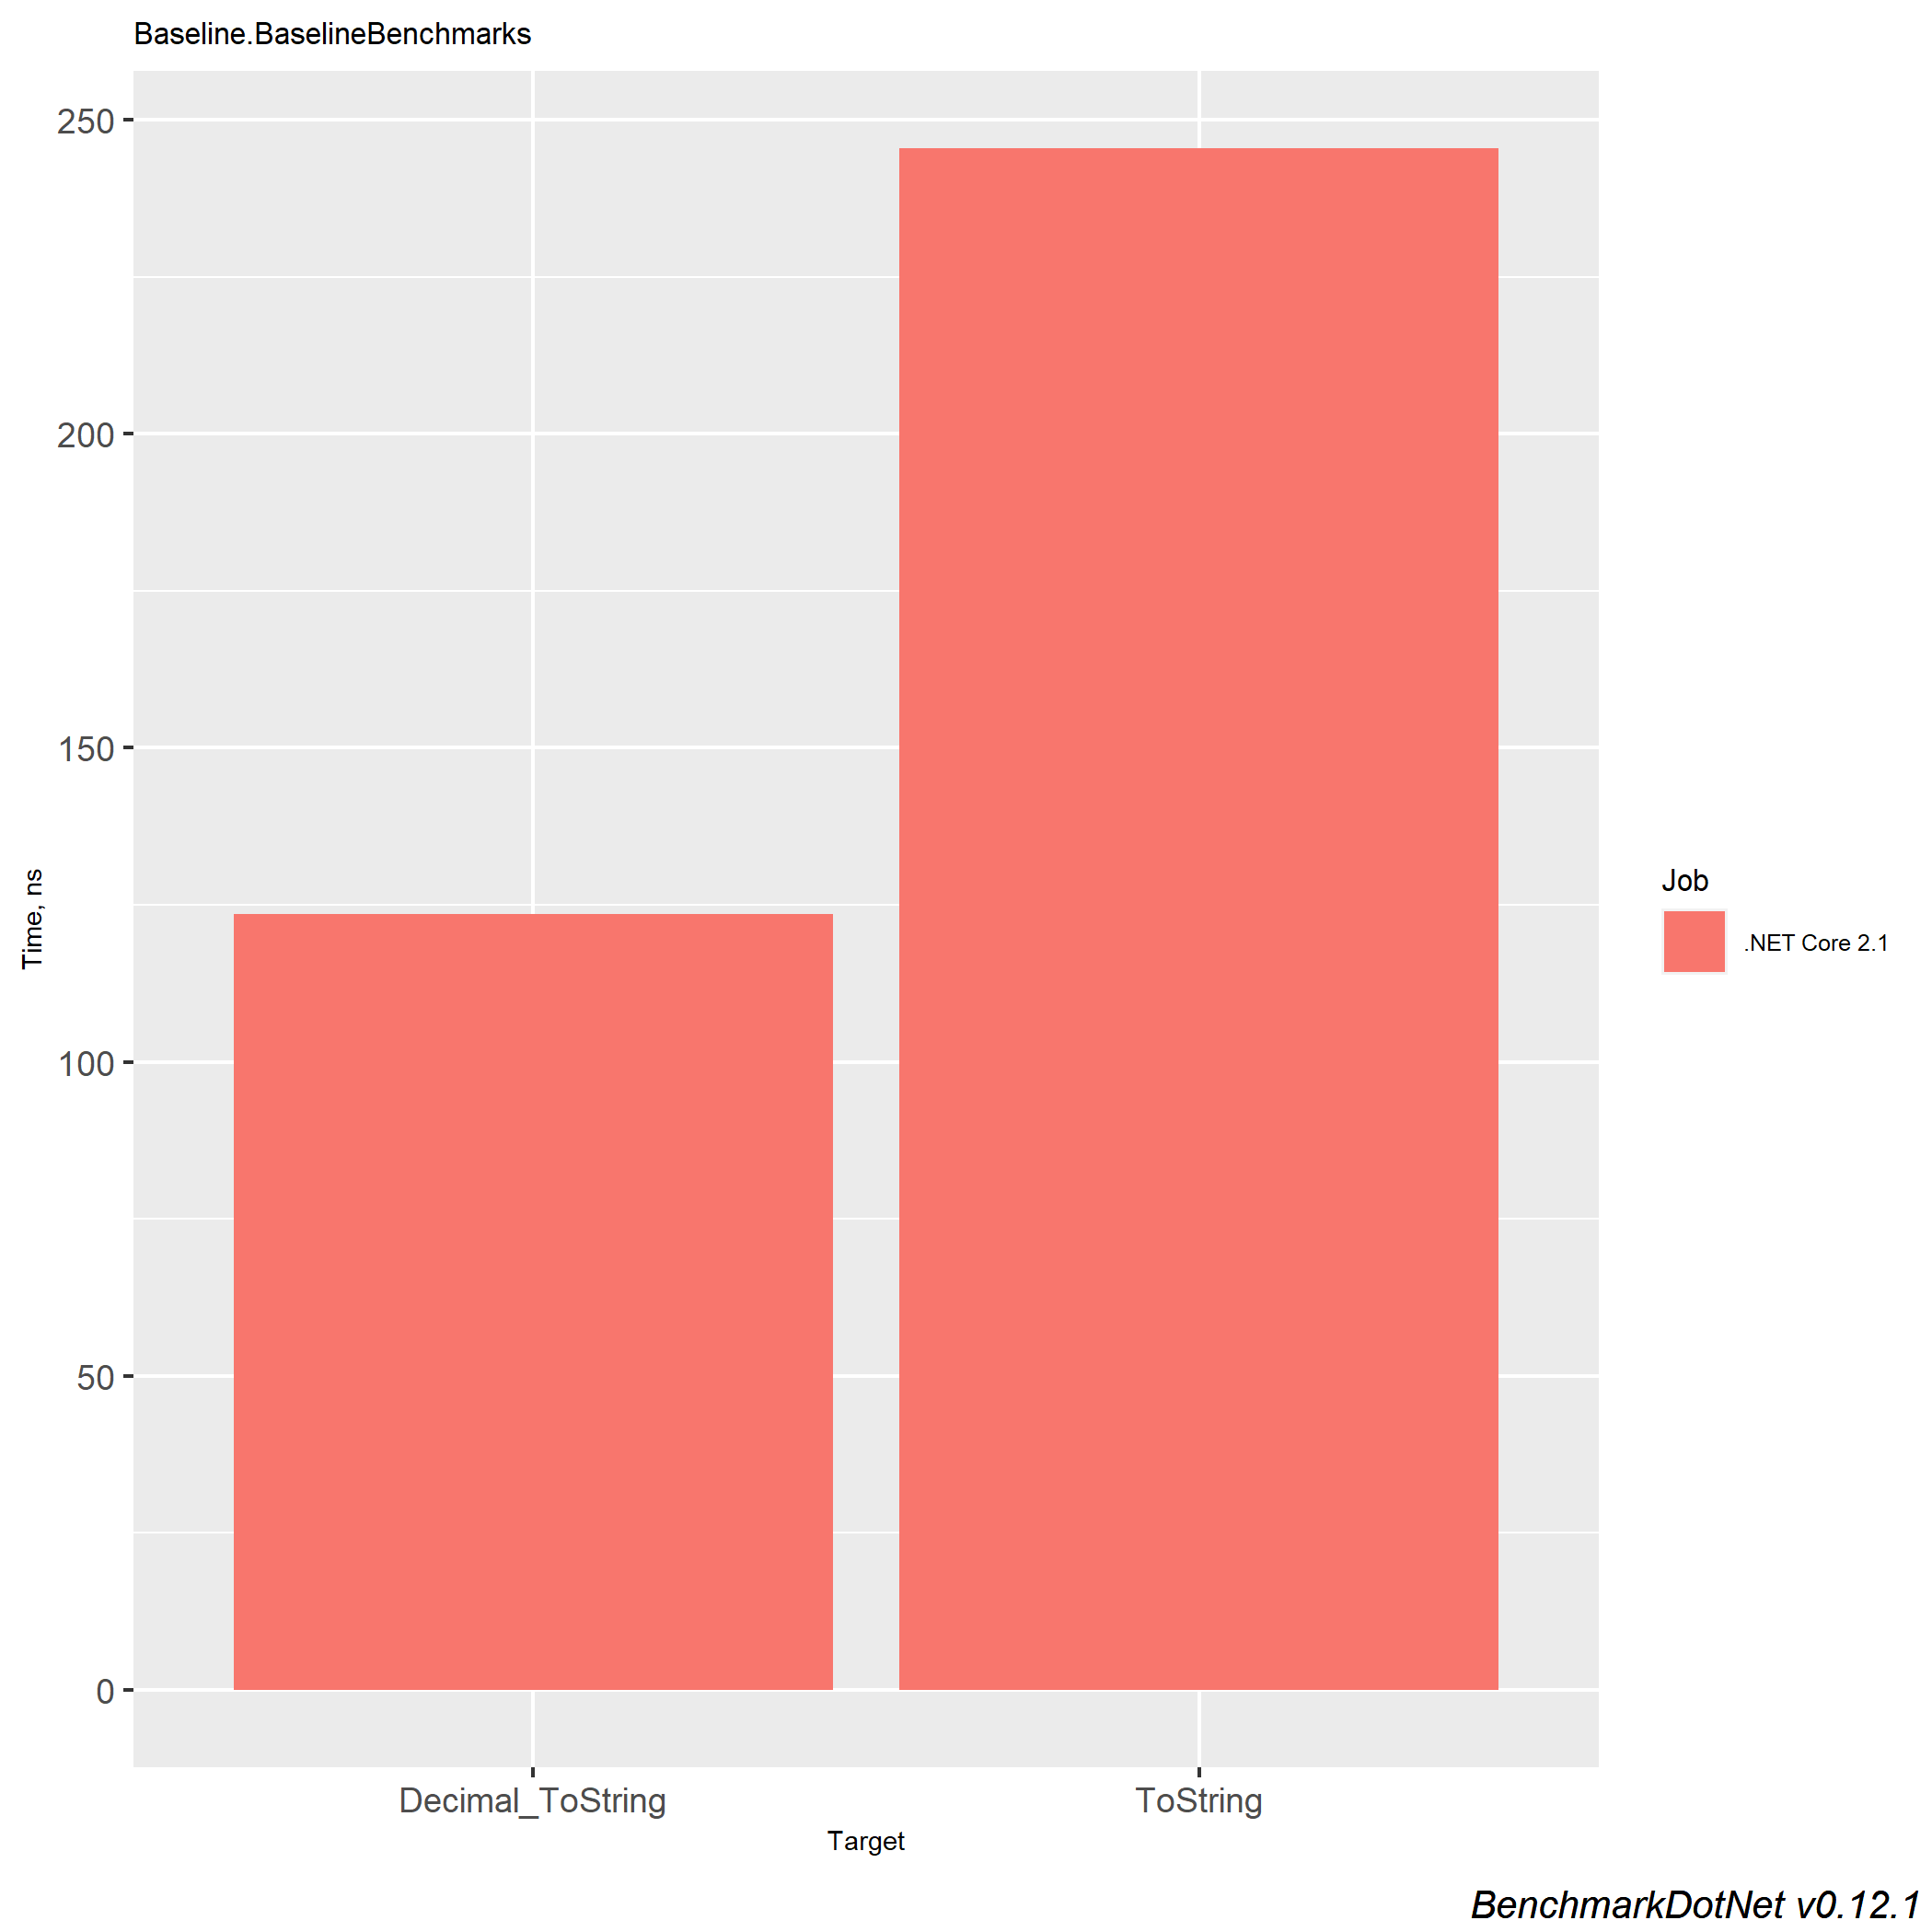 Baseline.BaselineBenchmarks
250
200
150
100
50
0
Time, ns
Decimal_ToString
ToString
Target
Job
.NET Core 2.1
BenchmarkDotNet v0.12.1